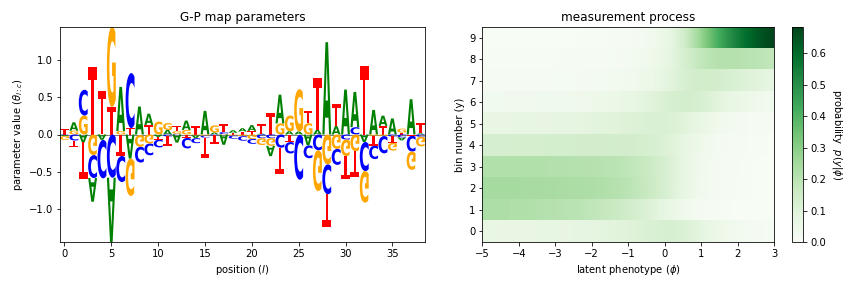 G-P map parameters
measurement process
parameter value (θl:c)
1.0
0.5
0.0
−0.5
−1.0
0 5 10 15 20 25 30 35
position (l)
bin number (y)
9
8
7
6
5
4
3
2
1
0
−5 −4 −3 −2 −1 0 1 2 3
latent phenotype (ϕ)
0.6
0.5
0.4
0.3
0.2
0.1
0.0
probability p(y|ϕ)